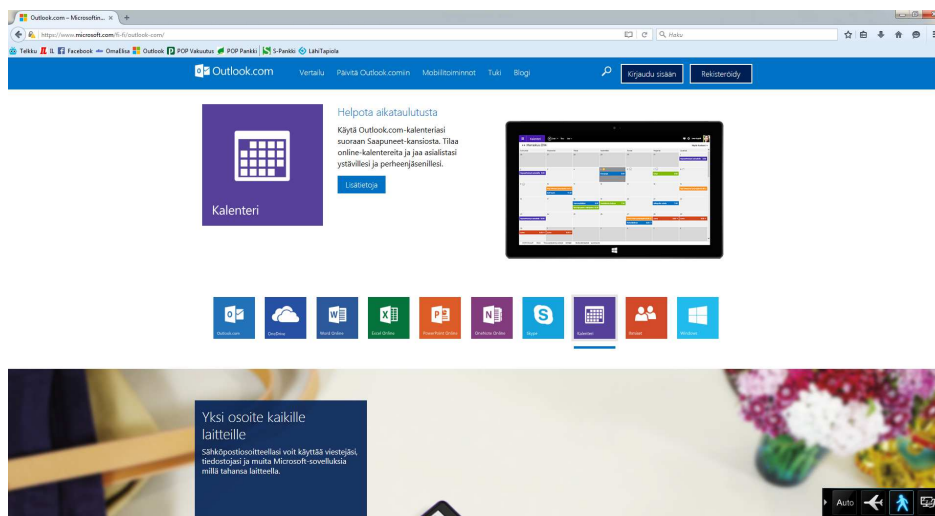 Outlook.com – Microsoftin...
https://www.microsoft.com/fi-fi/outlook-com/
Haku
Telkku IL Facebook OmaElisa Outlook POP Vakuutus POP Pankki S-Pankki LähiTapiola
Outlook.com Vertailu Päivitä Outlook.comiin Mobiilitoiminnot Tuki Blogi Kirjaudu sisään Rekisteröidy
Helpota aikataulutusta
Käytä Outlook.com-kalenteriasi
suoraan Saapuneet-kansiosta. Tilaa
online-kalentereita ja jaa asialistasi
ystävillesi ja perheenjäsenillesi.
Lisätietoja
Kalenteri
Outlook.com OneDrive Word Online Excel Online PowerPoint Online OneNote Online Skype Kalenteri Windows
Yksi osoite kaikille
laitteille
Sähköpostiosoitteellasi voit käyttää viestejäsi,
tiedostojasi ja muita Microsoft-sovelluksia
millä tahansa laitteella.
Auto